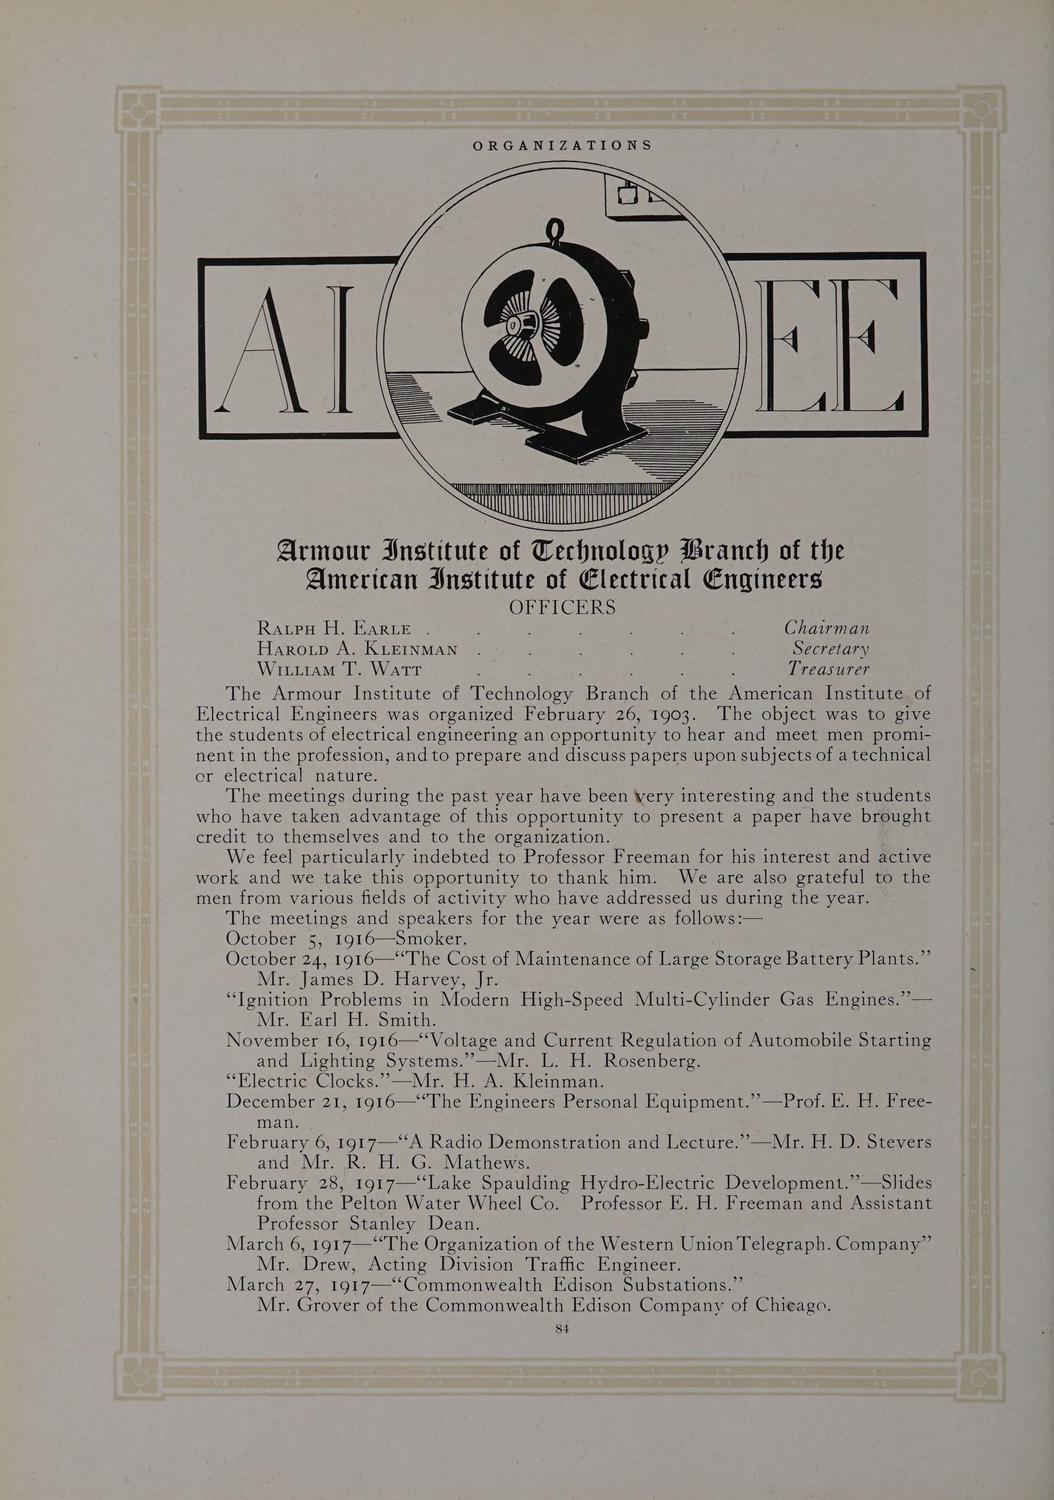 ORGANIZATIONS
AI EE
Armour Institute of Technology Branch of the
American Institute of Electrical Engineers
OFFICERS
RALPH H. EARLE . . . . . . . Chairman
HAROLD A. KLEINMAN . . . . . . Secretary
WILLIAM T. WATT . . . . . . Treasurer
The Armour Institute of Technology Branch of the American Institute of
Electrical Engineers was organized February 26, 1903. The object was to give
the students of electrical engineering an opportunity to hear and meet men promi-
nent in the profession, and to prepare and discuss papers upon subjects of a technical
or electrical nature.
The meetings during the past year have been very interesting and the students
who have taken advantage of this opportunity to present a paper have brought
credit to themselves and to the organization.
We feel particularly indebted to Professor Freeman for his interest and active
work and we take this opportunity to thank him. We are also grateful to the
men from various fields of activity who have addressed us during the year.
The meetings and speakers for the year were as follows:—
October 5, 1916—Smoker.
October 24, 1916—“The Cost of Maintenance of Large Storage Battery Plants.”
Mr. James D. Harvey, Jr.
“Ignition Problems in Modern High-Speed Multi-Cylinder Gas Engines.”—
Mr. Earl H. Smith.
November 16, 1916—“Voltage and Current Regulation of Automobile Starting
and Lighting Systems.”—Mr. L. H. Rosenberg.
“Electric Clocks.”—Mr. H. A. Kleinman.
December 21, 1916—“The Engineers Personal Equipment.”—Prof. E. H. Free-
man.
February 6, 1917—“A Radio Demonstration and Lecture.”—Mr. H. D. Stevers
and Mr. R. H. G. Mathews.
February 28, 1917—“Lake Spaulding Hydro-Electric Development.”—Slides
from the Pelton Water Wheel Co. Professor E. H. Freeman and Assistant
Professor Stanley Dean.
March 6, 1917—“The Organization of the Western Union Telegraph. Company”
Mr. Drew, Acting Division Traffic Engineer.
March 27, 1917—“Commonwealth Edison Substations.”
Mr. Grover of the Commonwealth Edison Company of Chicago.
84